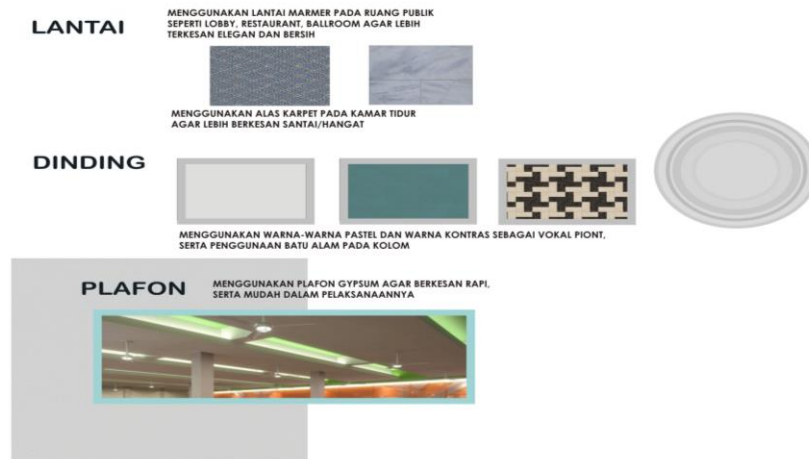 LANTAI
MENGGUNAKAN LANTAI MARMER PADA RUANG PUBLIK
SEPERTI LOBBY, RESTAURANT, BALLROOM AGAR LEBIH
TERKESAN ELEGAN DAN BERSIH
MENGGUNAKAN ALAS KARPET PADA KAMAR TIDUR
AGAR LEBIH BERKESAN SANTAI/HANGAT
DINDING
MENGGUNAKAN WARNA-WARNA PASTEL DAN WARNA KONTRAS SEBAGAI VOKAL PIONT,
SERTA PENGGUNAAN BATU ALAM PADA KOLOM
PLAFON
MENGGUNAKAN PLAFON GYPSUM AGAR BERKESAN RAPI,
SERTA MUDAH DALAM PELAKSANAANNYA